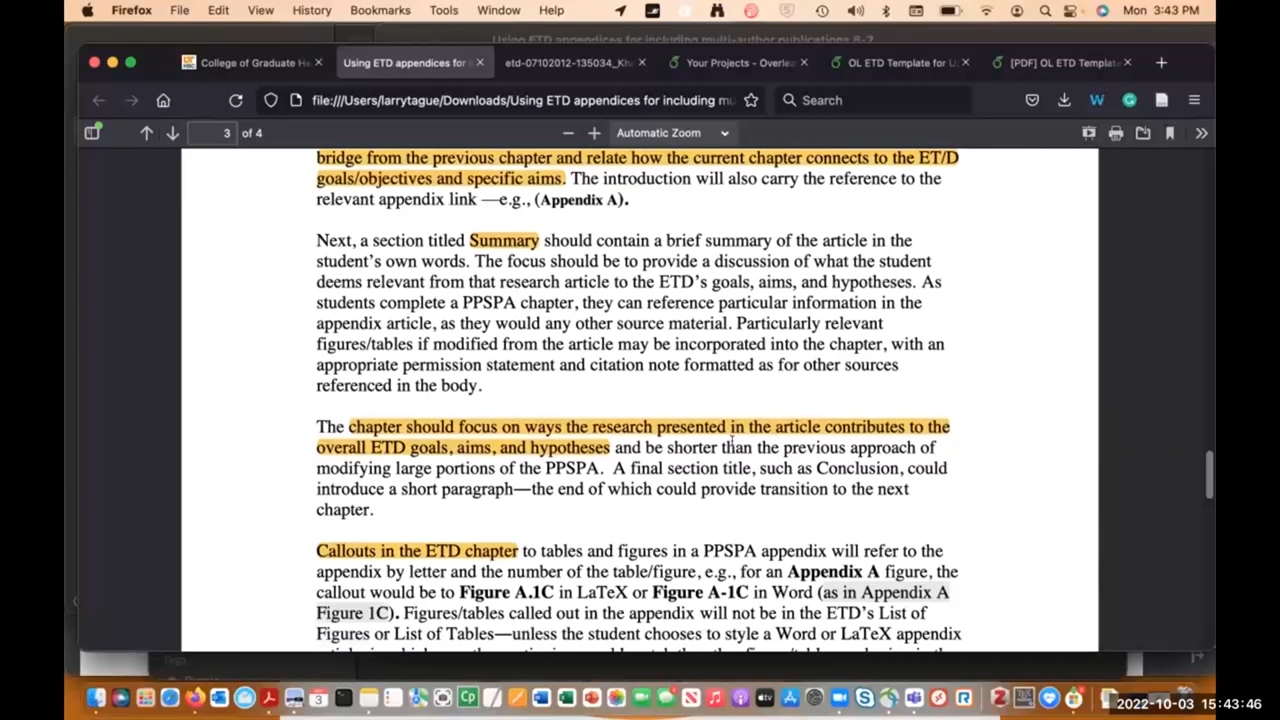 Firefox File Edit View History Bookmarks Tools Window Help Mon 3:43 PM
Using ETD appendices for including multi-author publications 8-2
College of Graduate He Using ETD appendices for i etd-07102012-135034_Kha Your Projects - Overlea OL ETD Template for U [PDF] OL ETD Templat
file:///Users/larrytague/Downloads/Using ETD appendices for including mu Search
3 of 4 Automatic Zoom
bridge from the previous chapter and relate how the current chapter connects to the ET/D
goals/objectives and specific aims. The introduction will also carry the reference to the
relevant appendix link —e.g., (Appendix A).
Next, a section titled Summary should contain a brief summary of the article in the
student's own words. The focus should be to provide a discussion of what the student
deems relevant from that research article to the ETD's goals, aims, and hypotheses. As
students complete a PPSPA chapter, they can reference particular information in the
appendix article, as they would any other source material. Particularly relevant
figures/tables if modified from the article may be incorporated into the chapter, with an
appropriate permission statement and citation note formatted as for other sources
referenced in the body.
The chapter should focus on ways the research presented in the article contributes to the
overall ETD goals, aims, and hypotheses and be shorter than the previous approach of
modifying large portions of the PPSPA. A final section title, such as Conclusion, could
introduce a short paragraph—the end of which could provide transition to the next
chapter.
Callouts in the ETD chapter to tables and figures in a PPSPA appendix will refer to the
appendix by letter and the number of the table/figure, e.g., for an Appendix A figure, the
callout would be to Figure A.1C in LaTeX or Figure A-1C in Word (as in Appendix A
Figure 1C). Figures/tables called out in the appendix will not be in the ETD's List of
Figures or List of Tables—unless the student chooses to style a Word or LaTeX appendix
Tags
2022-10-03 15:43:46